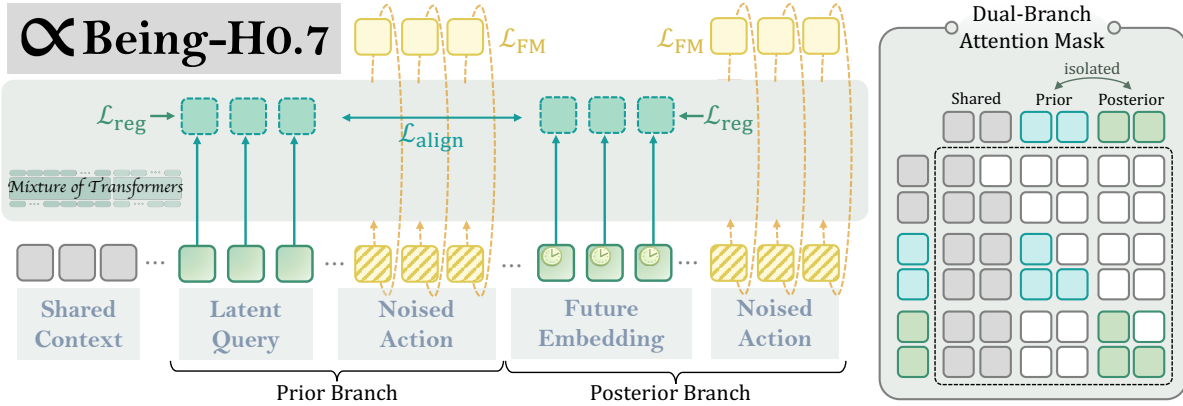 ∝ Being-H0.7
ℒFM
ℒFM
ℒreg
ℒalign
ℒreg
Mixture of Transformers
Shared
Context
Latent
Query
Noised
Action
Future
Embedding
Noised
Action
Prior Branch
Posterior Branch
Dual-Branch
Attention Mask
isolated
Shared
Prior
Posterior